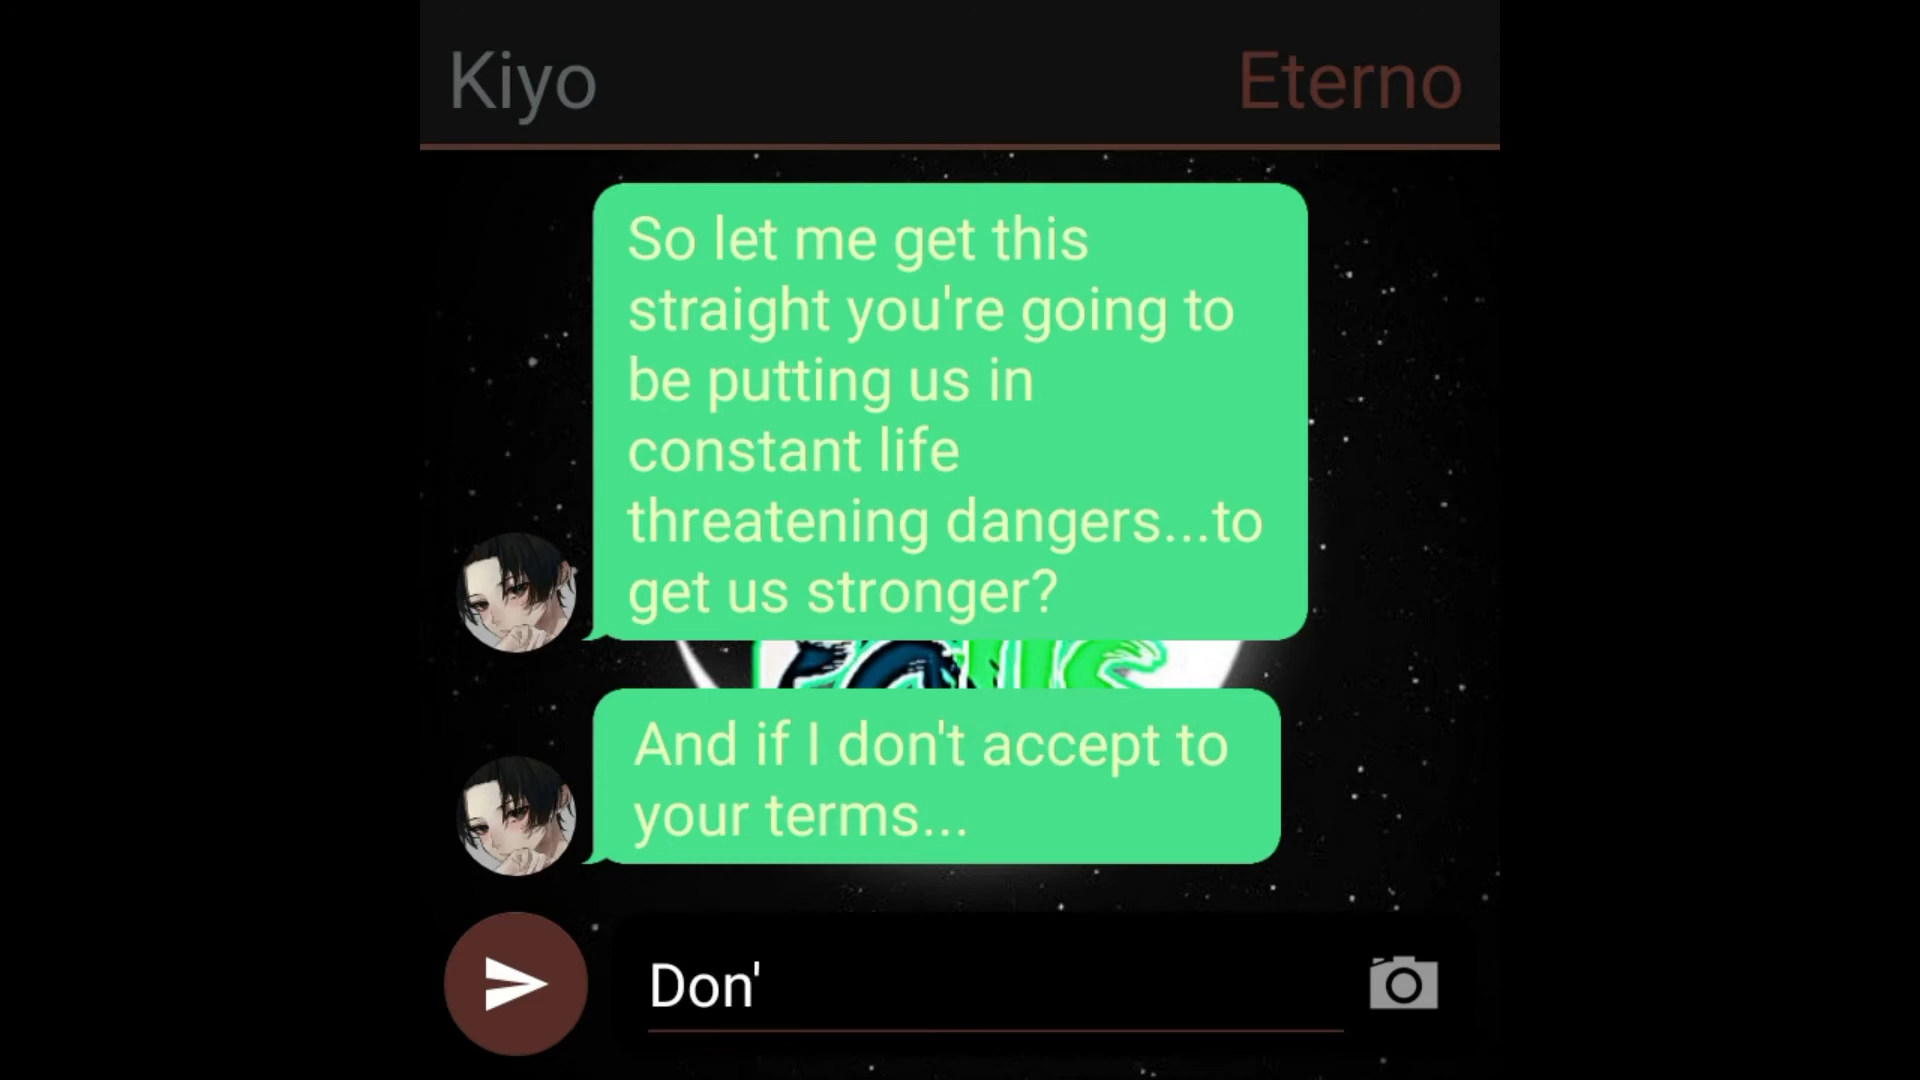 Kiyo
Eterno
So let me get this
straight you're going to
be putting us in
constant life
threatening dangers...to
get us stronger?
And if I don't accept to
your terms...
Don'